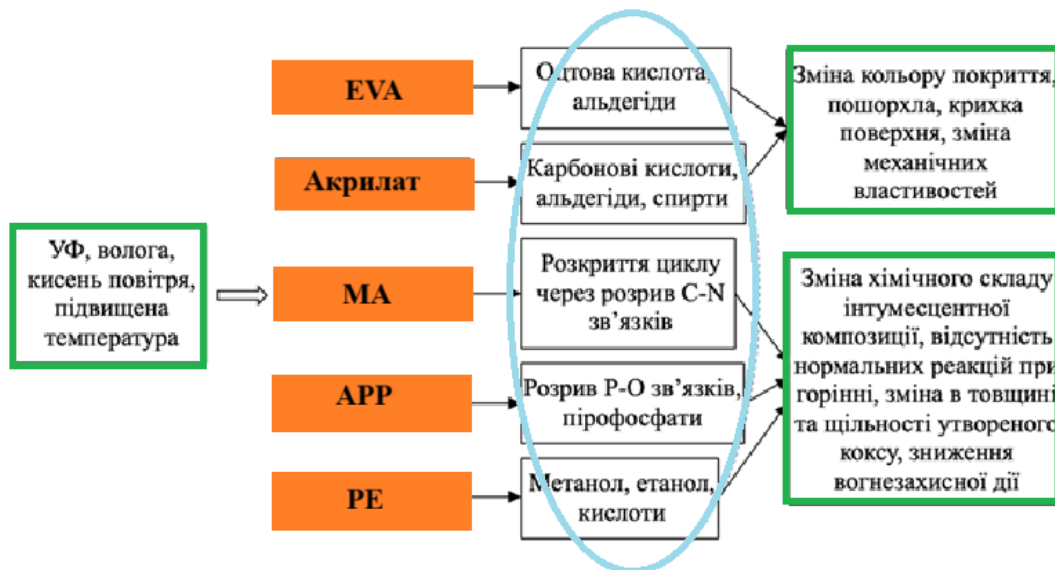 УФ, волога,
кисень повітря,
підвищена
температура
EVA
Оцтова кислота,
альдегіди
Акрилат
Карбонові кислоти,
альдегіди, спирти
MA
Розкриття циклу
через розрив C-N
зв’язків
APP
Розрив P-O зв’язків,
пірофосфати
PE
Метанол, етанол,
кислоти
Зміна кольору покриття,
пошорхла, крихка
поверхня, зміна
механічних
властивостей
Зміна хімічного складу
інтумесцентної
композиції, відсутність
нормальних реакцій при
горінні, зміна в товщині
та щільності утвореного
коксу, зниження
вогнезахисної дії